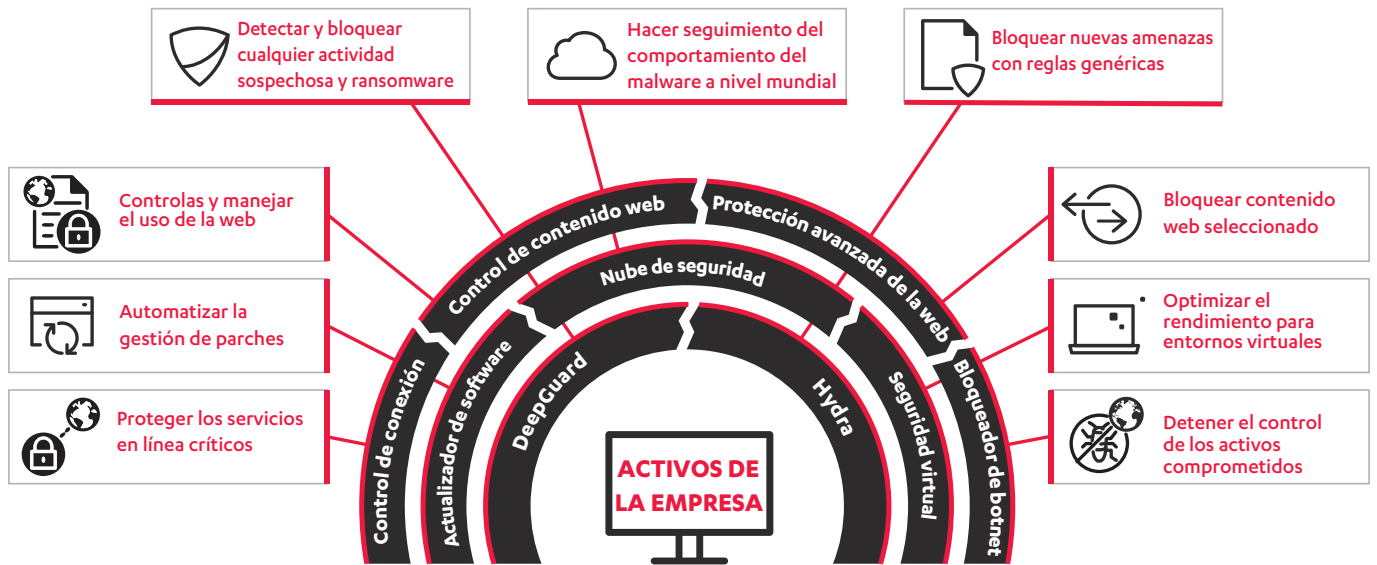 Detectar y bloquear
cualquier actividad
sospechosa y ransomware
Hacer seguimiento del
comportamiento del
malware a nivel mundial
Bloquear nuevas amenazas
con reglas genéricas
Controlas y manejar
el uso de la web
Automatizar la
gestión de parches
Proteger los servicios
en línea críticos
Bloquear contenido
web seleccionado
Optimizar el
rendimiento para
entornos virtuales
Detener el control
de los activos
comprometidos
Control de conexión
Control de contenido web
Protección avanzada de la web
Bloqueador de botnet
Actualizador de software
Nube de seguridad
Seguridad virtual
DeepGuard
Hydra
ACTIVOS DE
LA EMPRESA